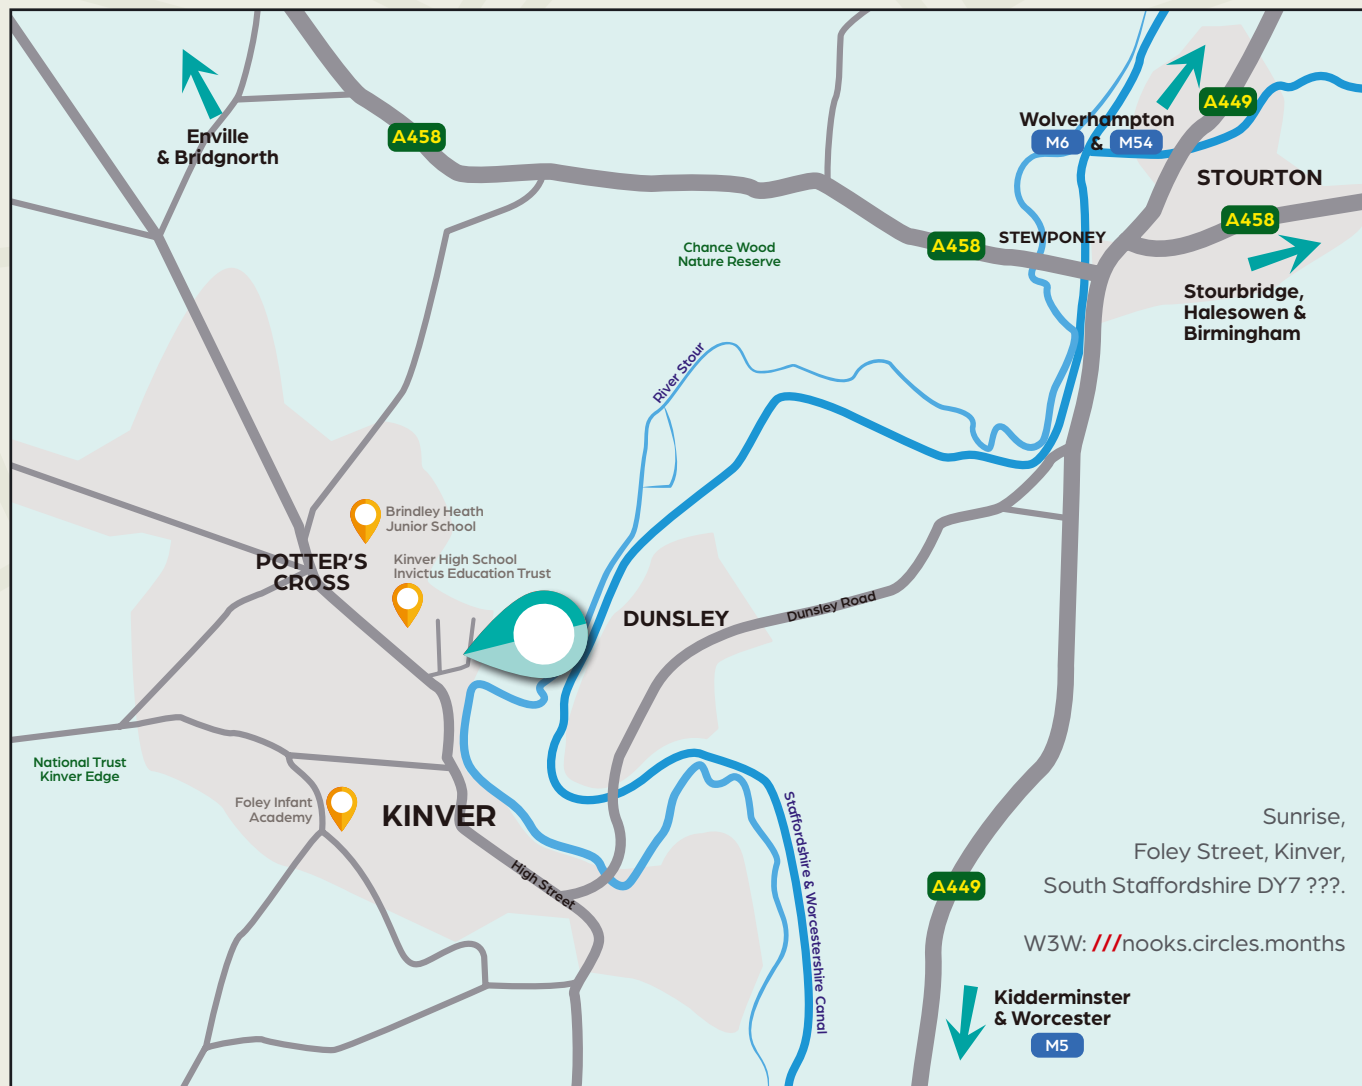 A449
Wolverhampton
M6 & M54
A458
Enville
& Bridgnorth
STOURTON
A458
A458
STEWPONEY
Chance Wood
Nature Reserve
Stourbridge,
Halesowen &
Birmingham
River Stour
Brindley Heath
Junior School
POTTER'S
CROSS
Kinver High School
Invictus Education Trust
DUNSLEY
Dunsley Road
National Trust
Kinver Edge
Foley Infant
Academy
KINVER
High Street
Staffordshire & Worcestershire Canal
Sunrise,
Foley Street, Kinver,
South Staffordshire DY7 ???.
A449
W3W: ///nooks.circles.months
Kidderminster
& Worcester
M5